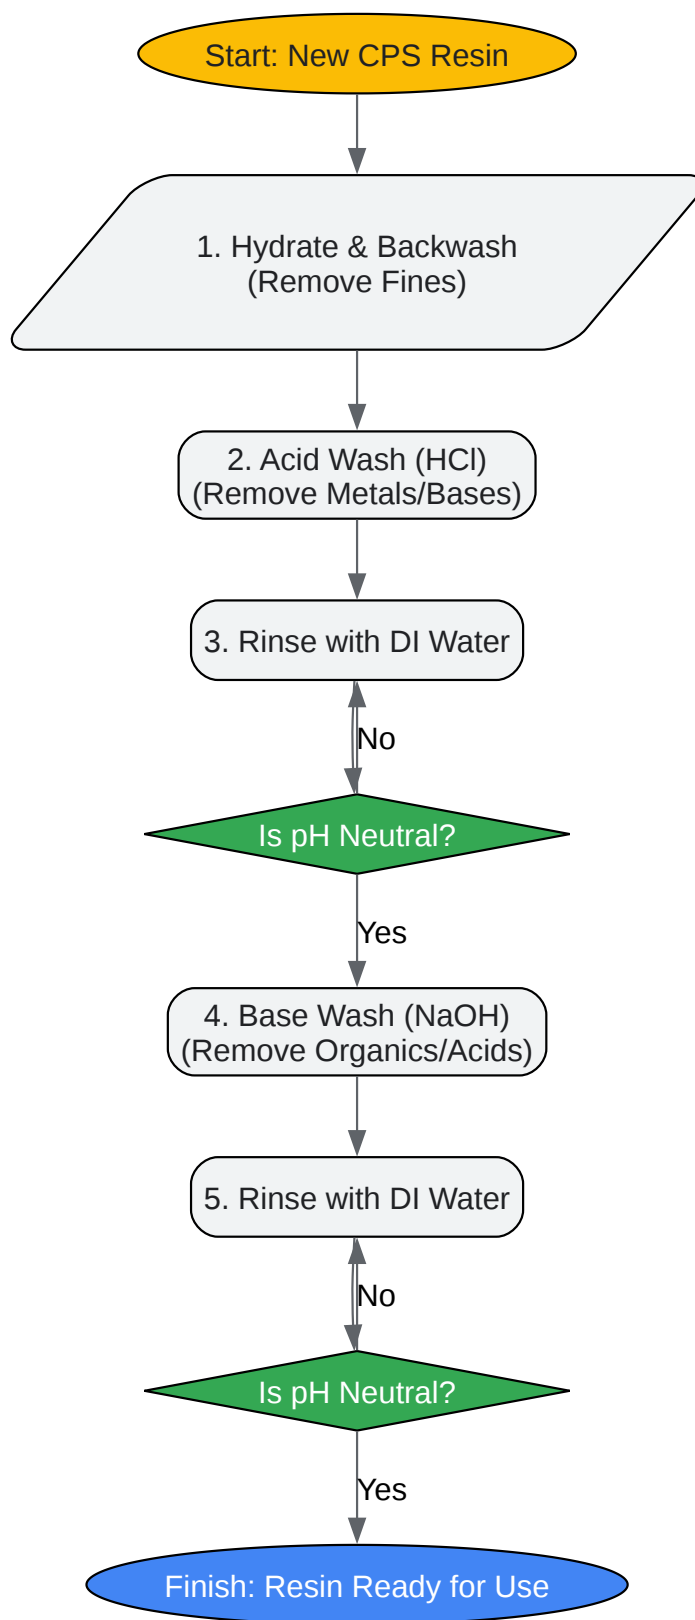 Start: New CPS Resin
1. Hydrate & Backwash
(Remove Fines)
2. Acid Wash (HCl)
(Remove Metals/Bases)
3. Rinse with DI Water
No
Is pH Neutral?
Yes
4. Base Wash (NaOH)
(Remove Organics/Acids)
5. Rinse with DI Water
No
Is pH Neutral?
Yes
Finish: Resin Ready for Use